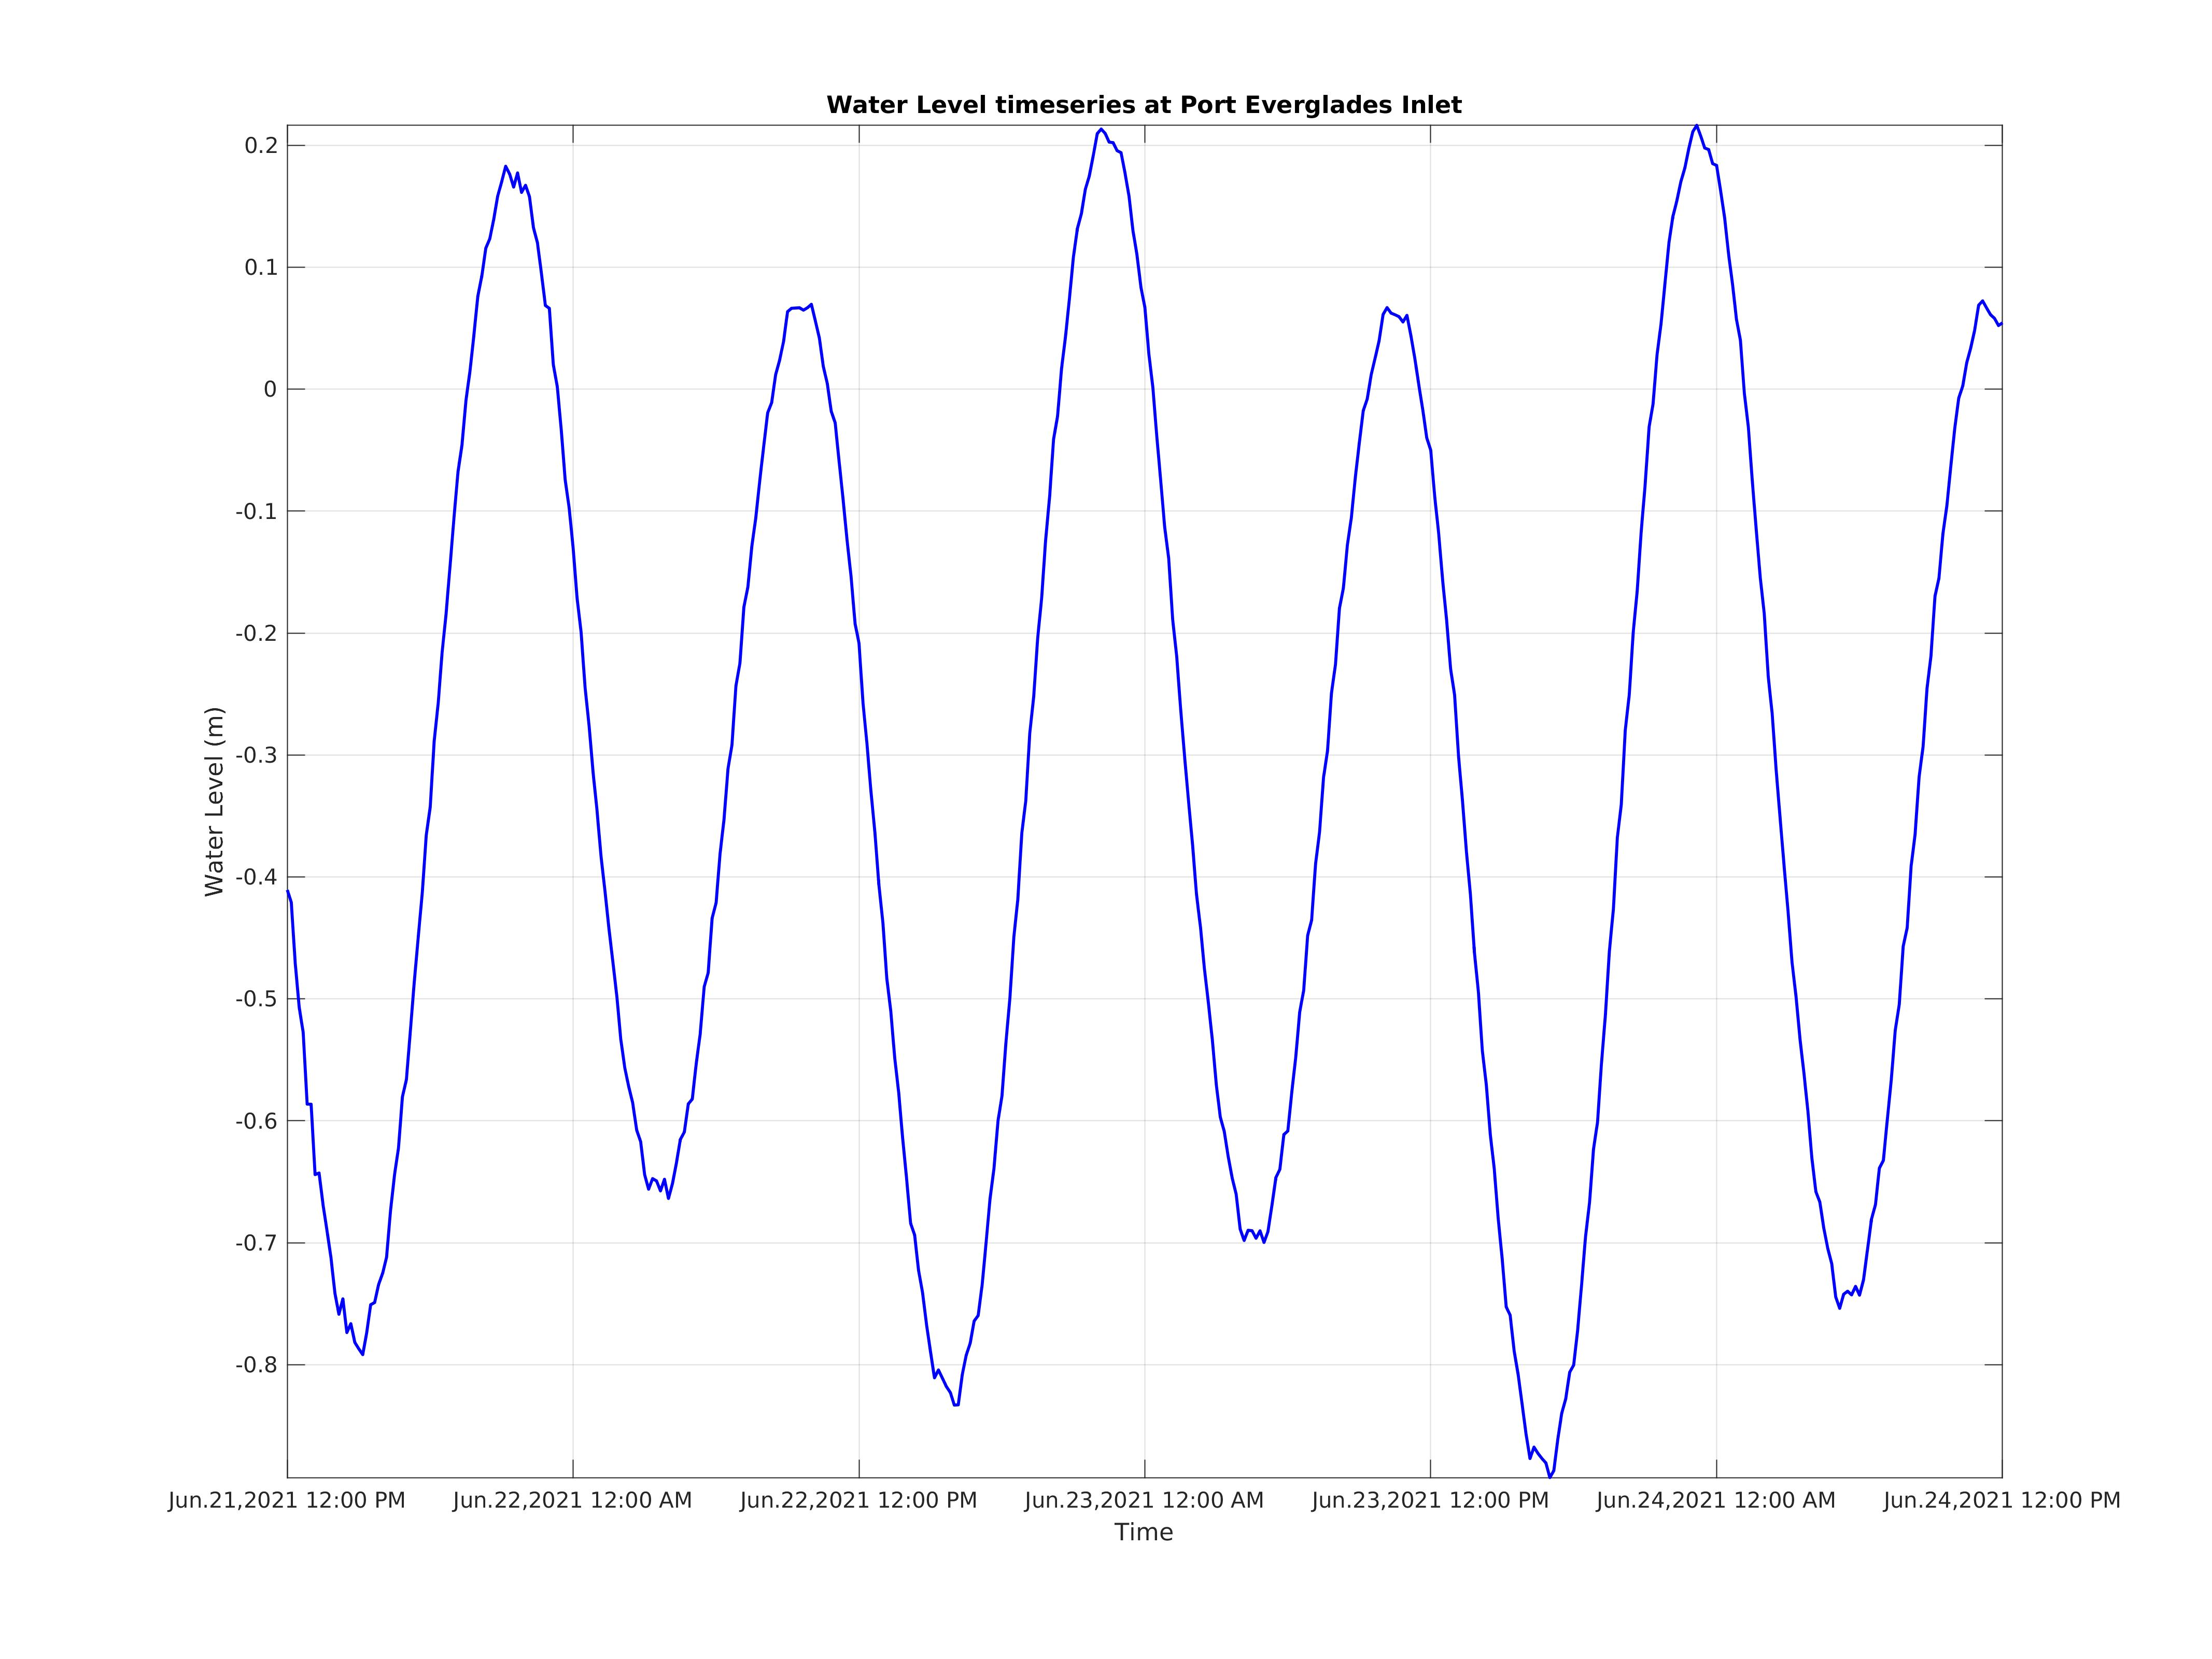 Water Level timeseries at Port Everglades Inlet
0.2
0.1
0
-0.1
-0.2
-0.3
-0.4
-0.5
-0.6
-0.7
-0.8
Water Level (m)
Jun.21,2021 12:00 PM
Jun.22,2021 12:00 AM
Jun.22,2021 12:00 PM
Jun.23,2021 12:00 AM
Jun.23,2021 12:00 PM
Jun.24,2021 12:00 AM
Jun.24,2021 12:00 PM
Time